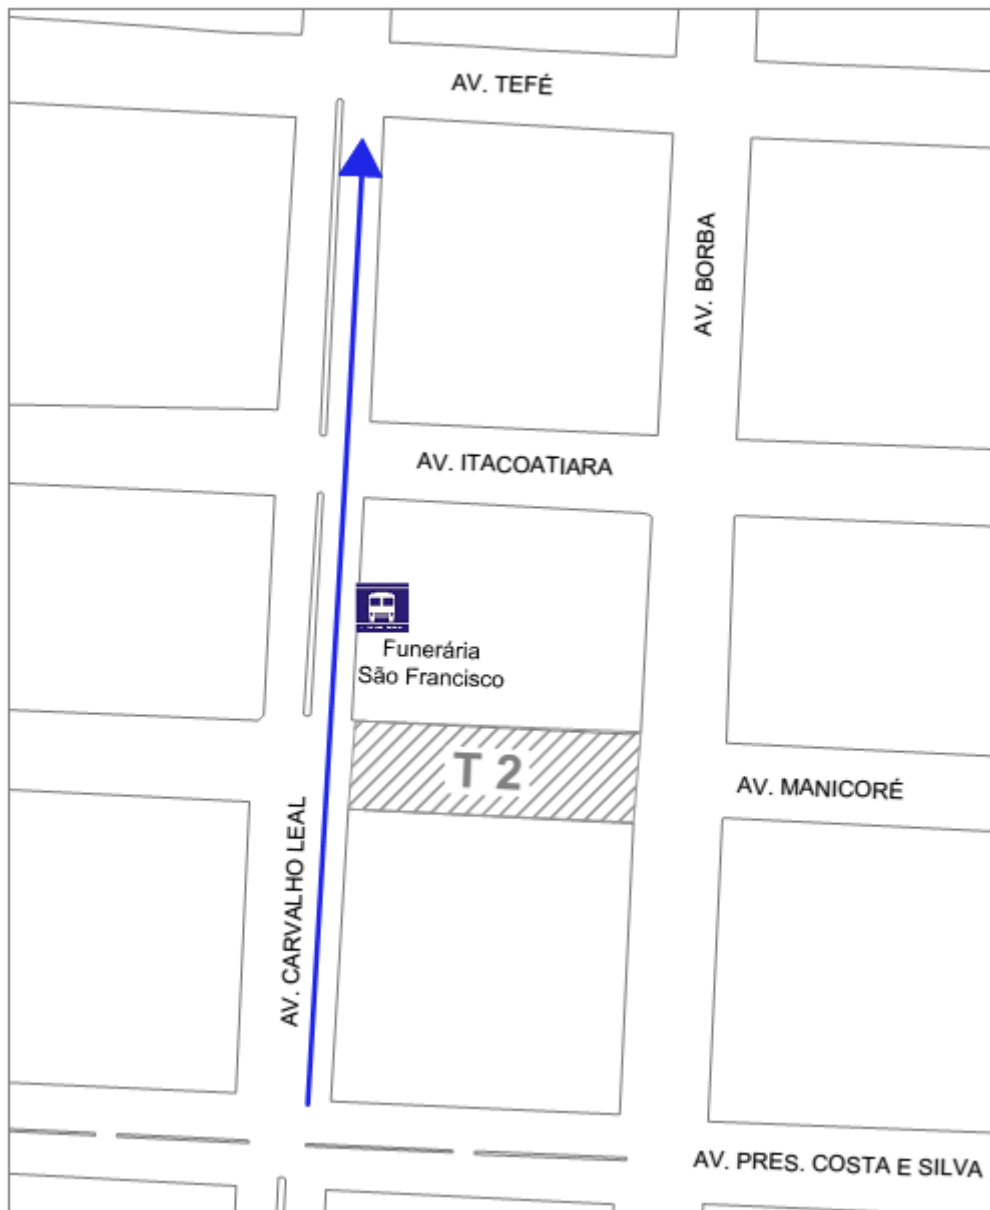 AV. TEFÉ
AV. BORBA
AV. ITACOATIARA
Funerária
São Francisco
T 2
AV. MANICORÉ
AV. CARVALHO LEAL
AV. PRES. COSTA E SILVA